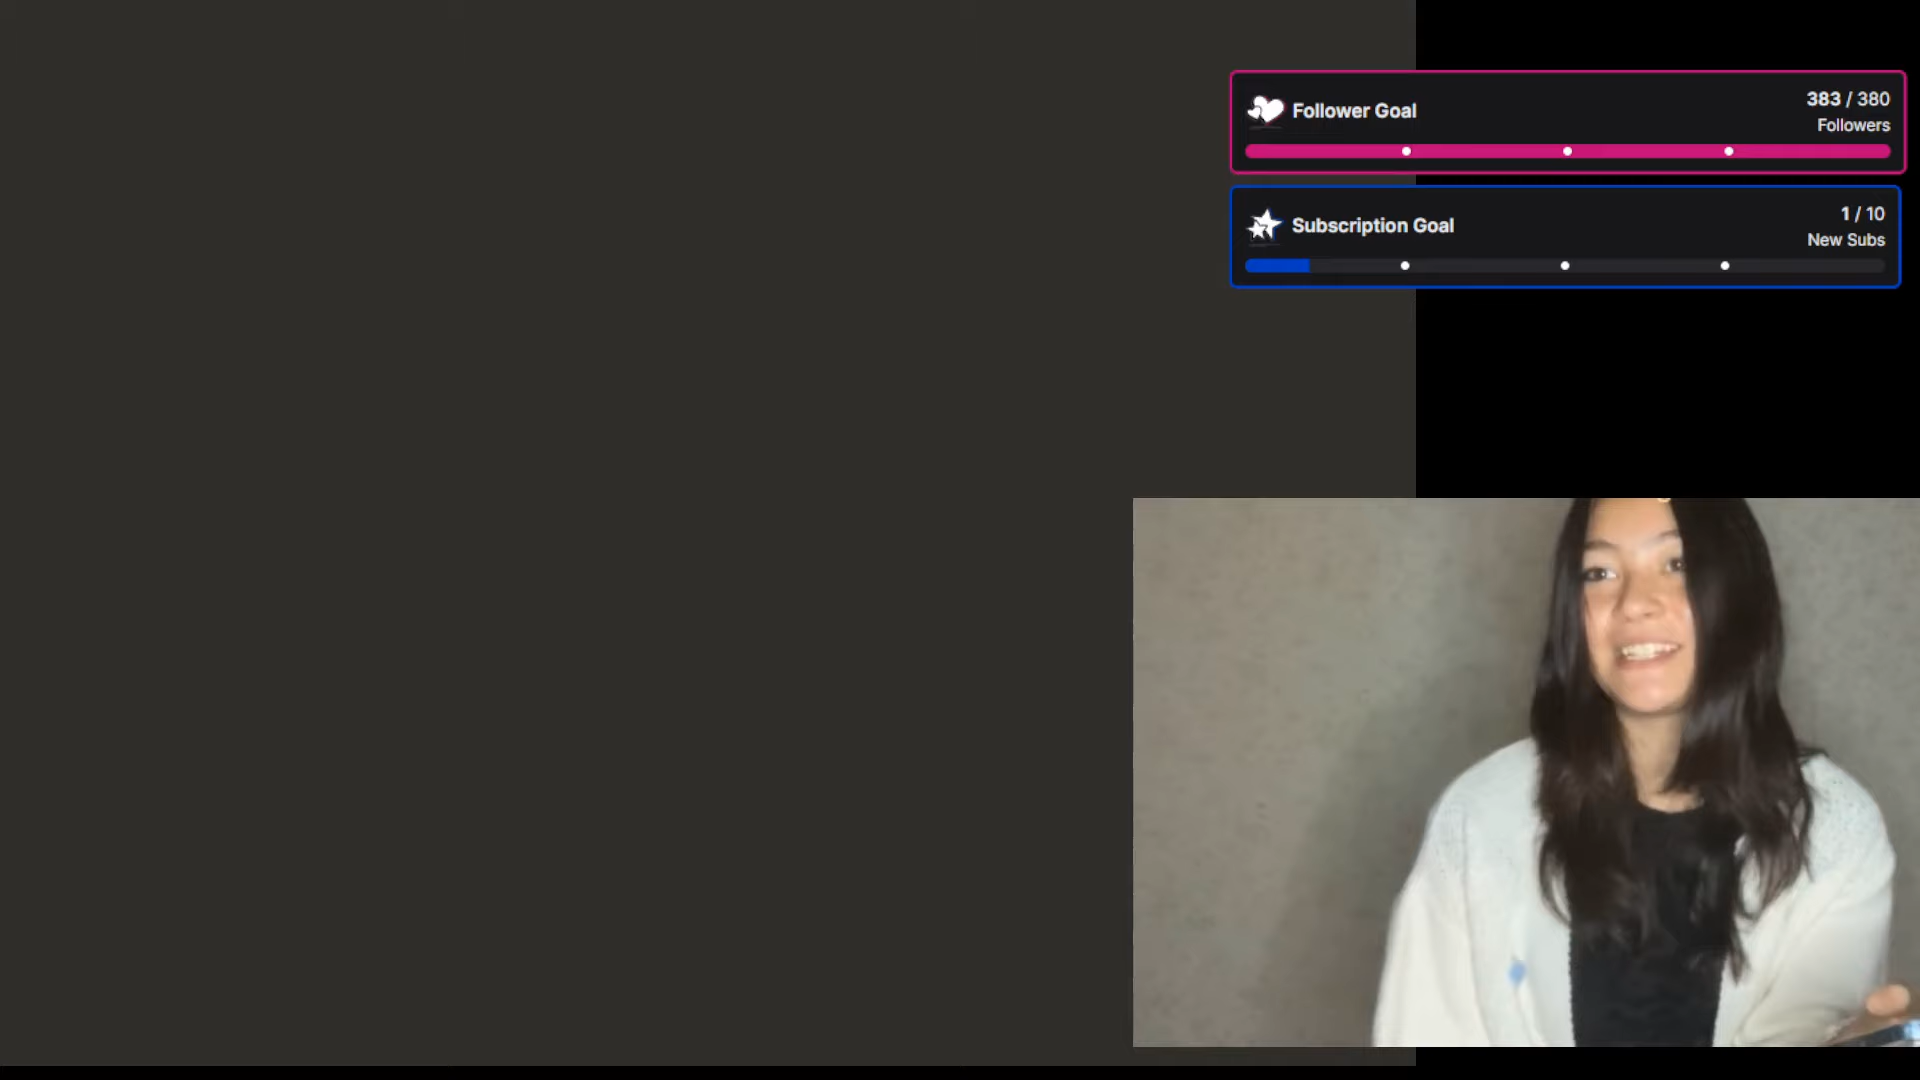 Follower Goal
383 / 380
Followers
Subscription Goal
1 / 10
New Subs